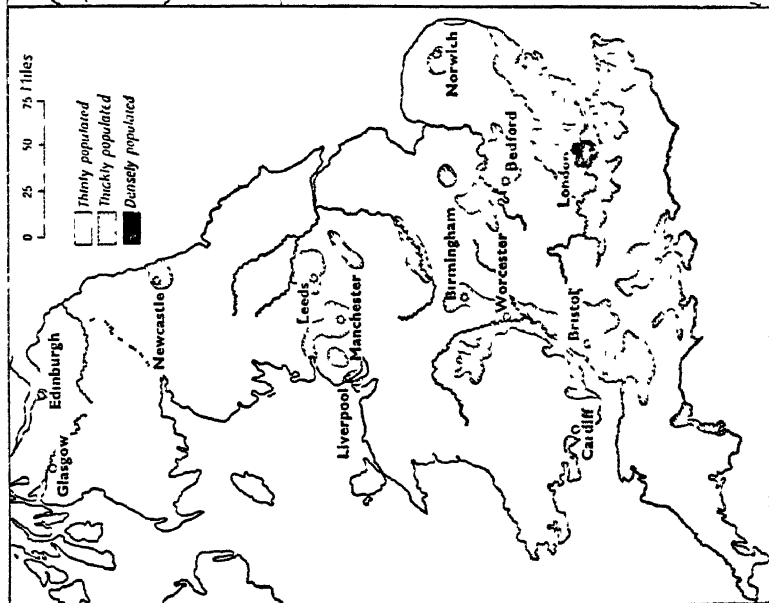 0 25 50 75 Miles
Thinly populated
Thickly populated
Densely populated
Glasgow
Edinburgh
Newcastle
Leeds
Liverpool
Manchester
Birmingham
Norwich
Worcester
Bedford
Cardiff
Bristol
London